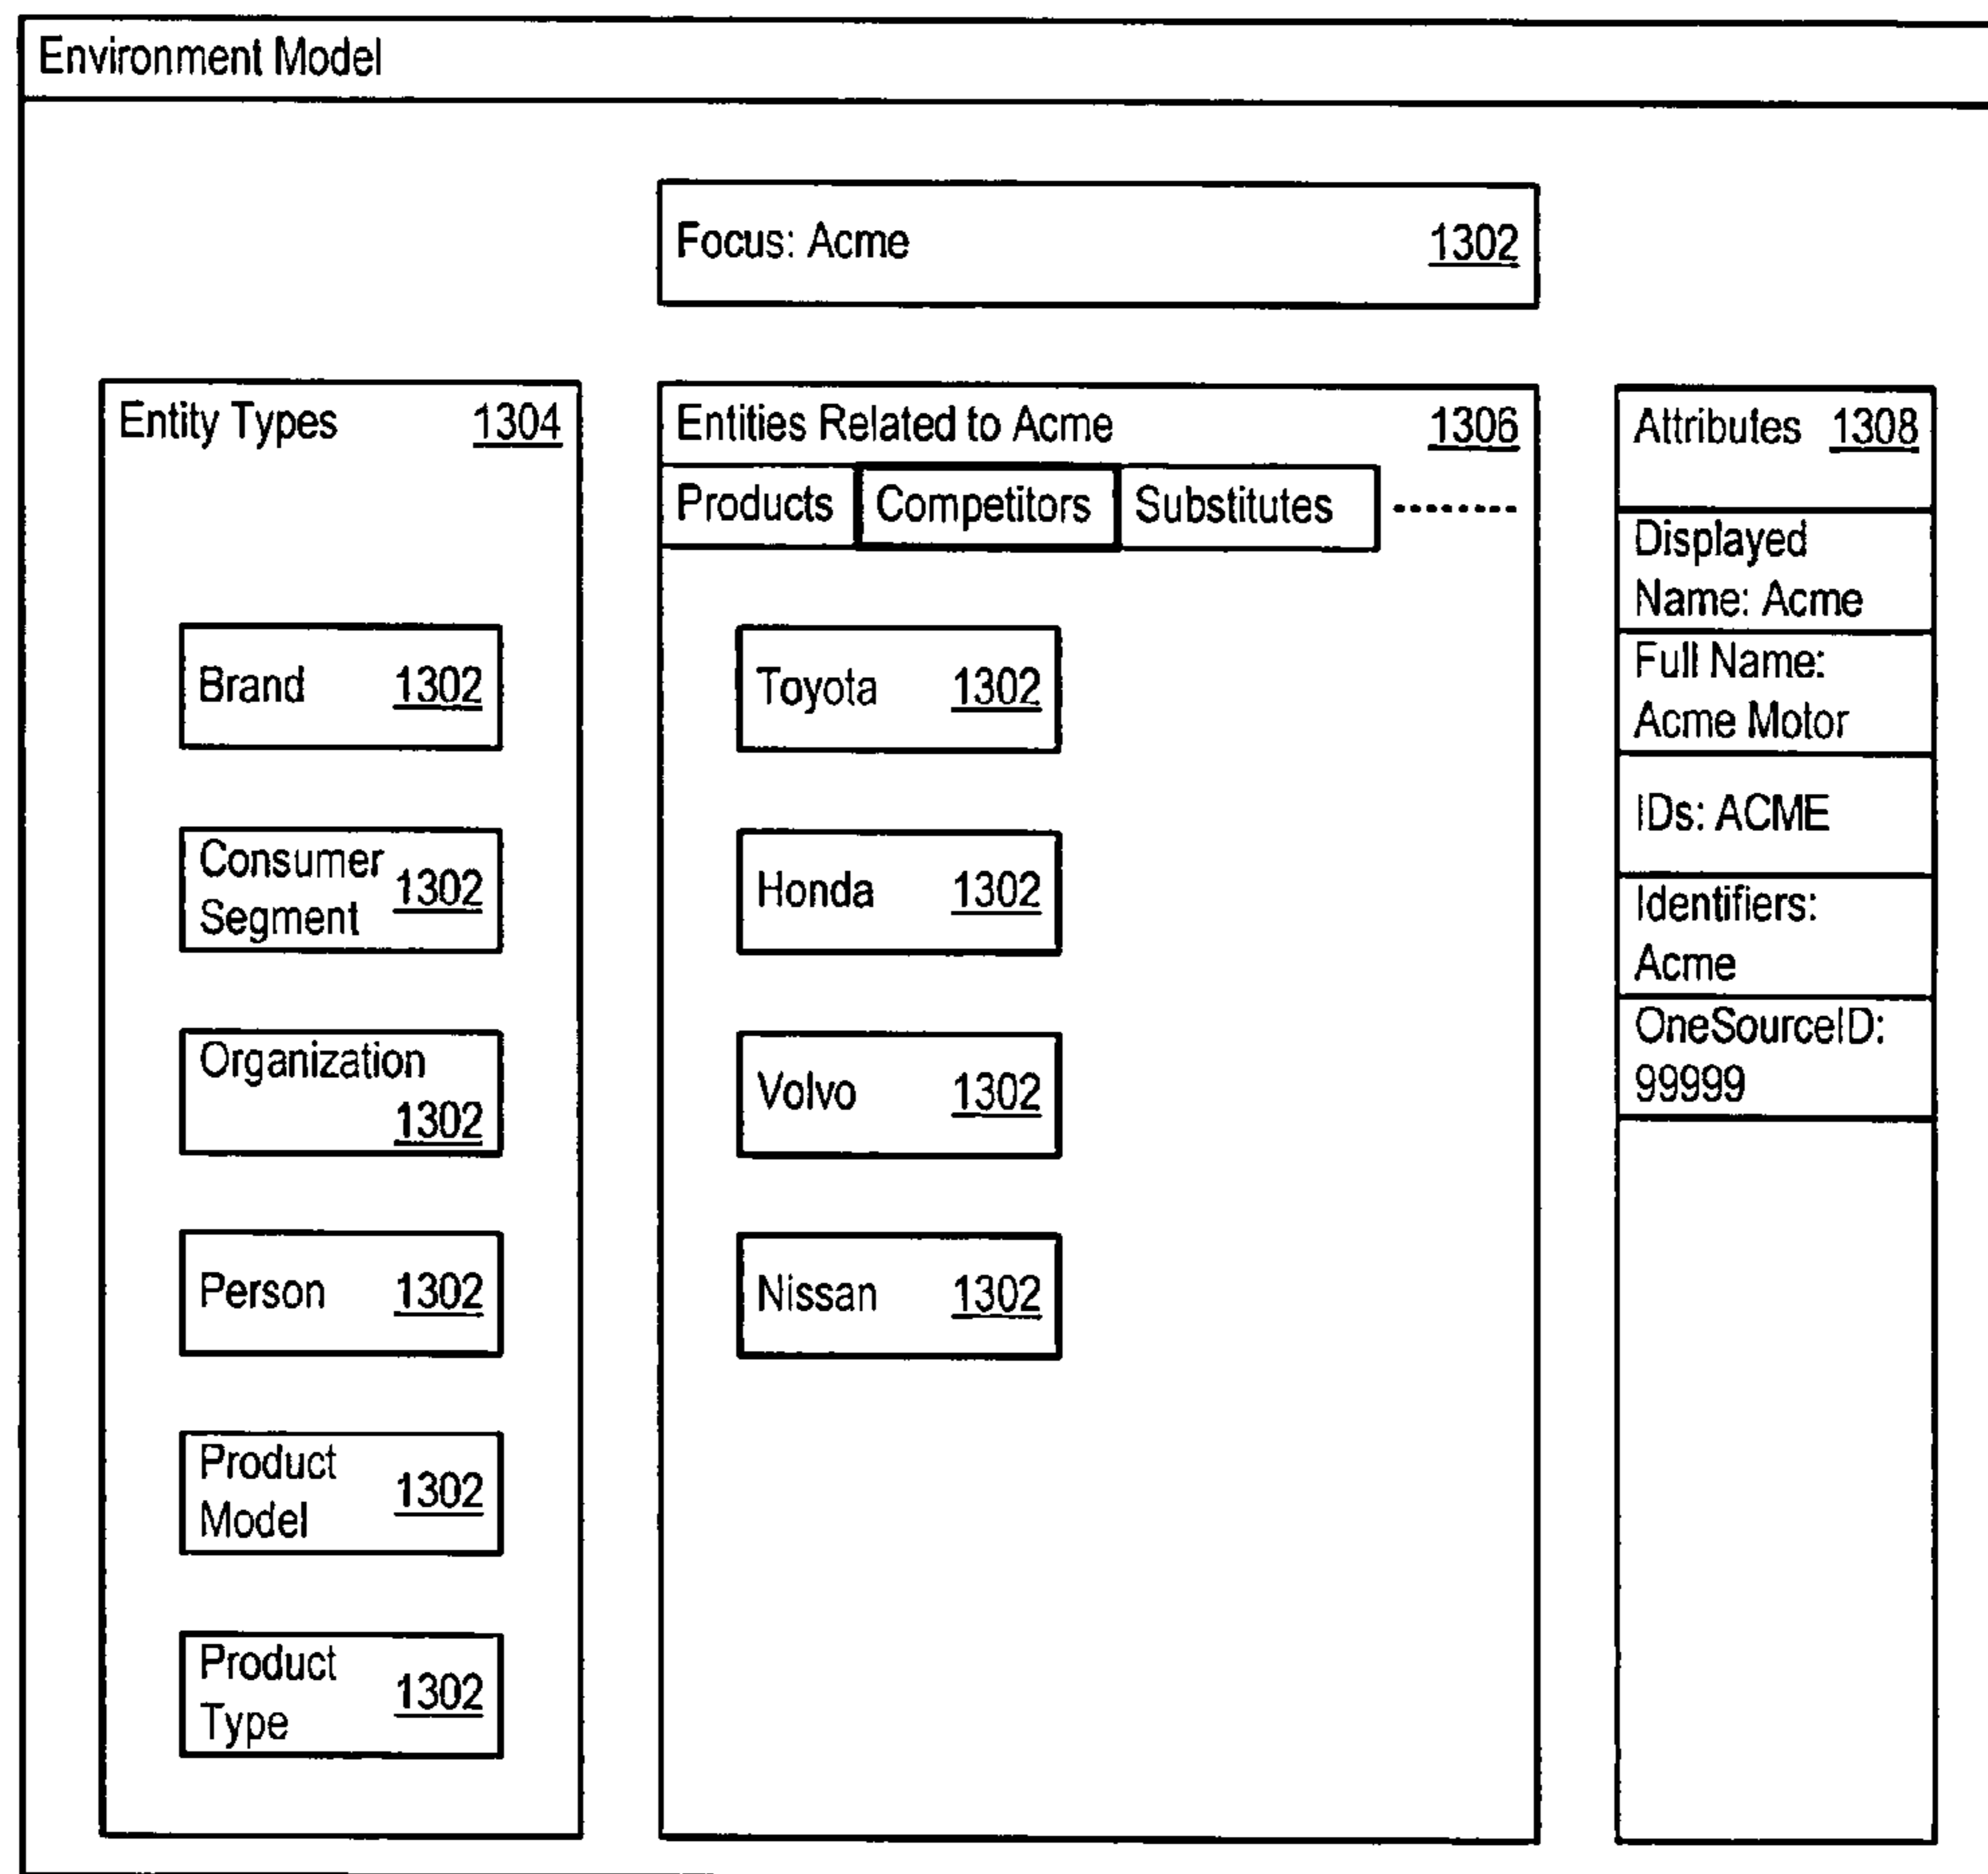 Environment Model
Focus: Acme 1302
Entity Types 1304
Brand 1302
Consumer
Segment 1302
Organization
1302
Person 1302
Product
Model 1302
Product
Type 1302
Entities Related to Acme 1306
Products Competitors Substitutes ........
Toyota 1302
Honda 1302
Volvo 1302
Nissan 1302
Attributes 1308
Displayed
Name: Acme
Full Name:
Acme Motor
IDs: ACME
Identifiers:
Acme
OneSourceID:
99999